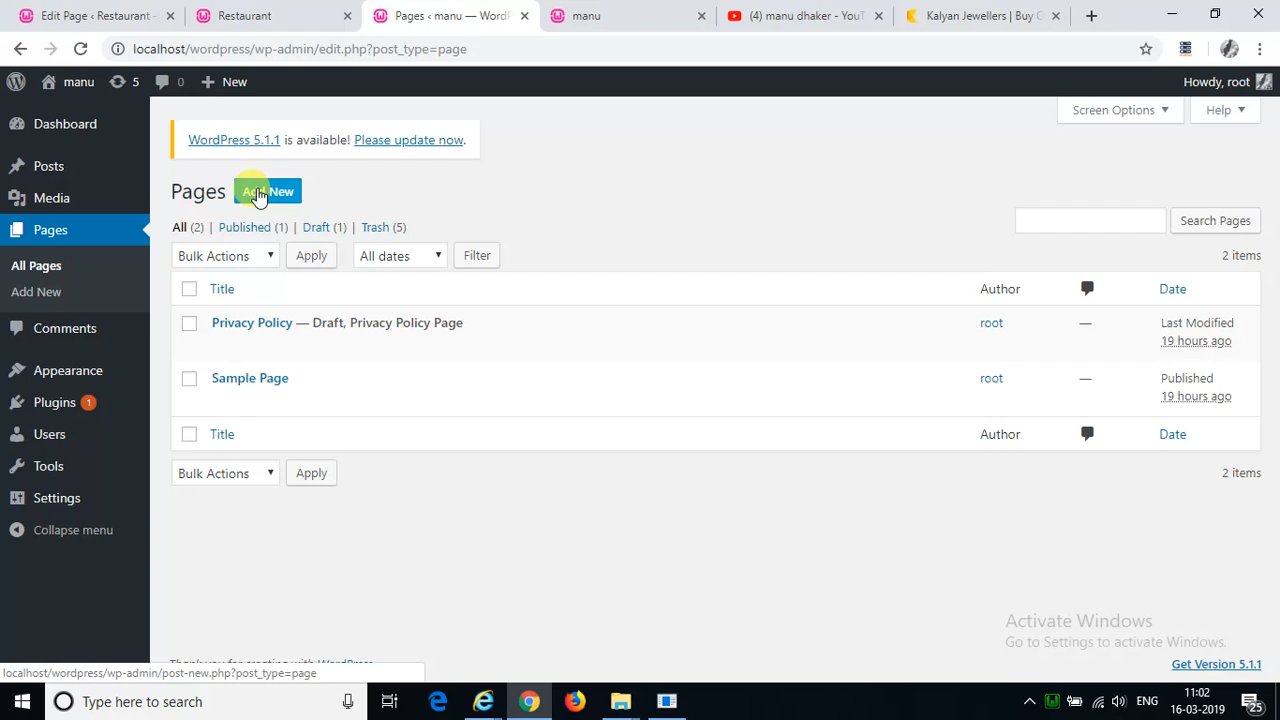 Edit Page ‹ Restaurant -
Restaurant
Pages ‹ manu — WordP
manu
(4) manu dhaker - YouT
Kalyan Jewellers | Buy
localhost/wordpress/wp-admin/edit.php?post_type=page
manu 5 0 New Howdy, root
Screen Options Help
Dashboard
Posts
Media
Pages
All Pages
Add New
Comments
Appearance
Plugins 1
Users
Tools
Settings
Collapse menu
WordPress 5.1.1 is available! Please update now.
Pages Add New
All (2) | Published (1) | Draft (1) | Trash (5)
Search Pages
Bulk Actions Apply All dates Filter
2 items
Title Author Date
Privacy Policy — Draft, Privacy Policy Page root — Last Modified
19 hours ago
Sample Page root — Published
19 hours ago
Title Author Date
Bulk Actions Apply
2 items
Activate Windows
Go to Settings to activate Windows.
Thank you for creating with WordPress
Get Version 5.1.1
localhost/wordpress/wp-admin/post-new.php?post_type=page
Type here to search
ENG
11:02
16-03-2019
25